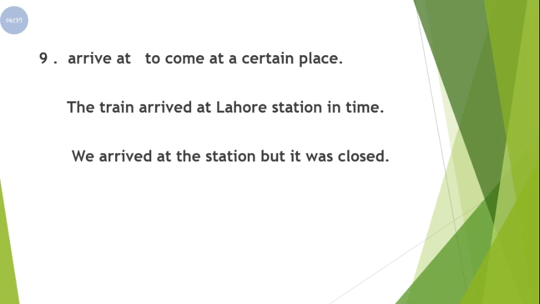 9 . arrive at to come at a certain place.
The train arrived at Lahore station in time.
We arrived at the station but it was closed.